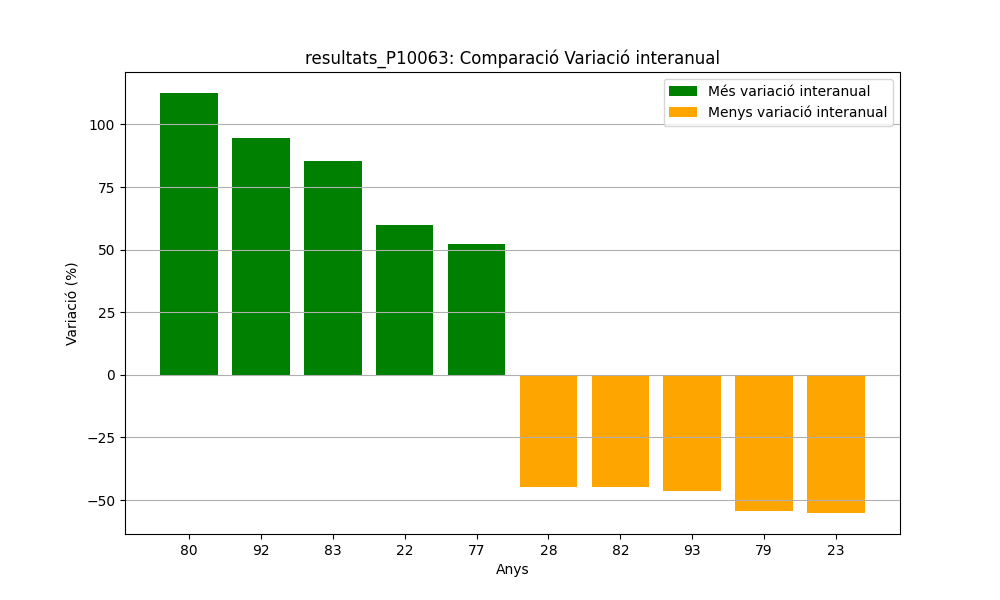 resultats_P10063: Comparació Variació interanual
Més variació interanual
Menys variació interanual
Variació (%)
100
75
50
25
0
−25
−50
80 92 83 22 77 28 82 93 79 23
Anys